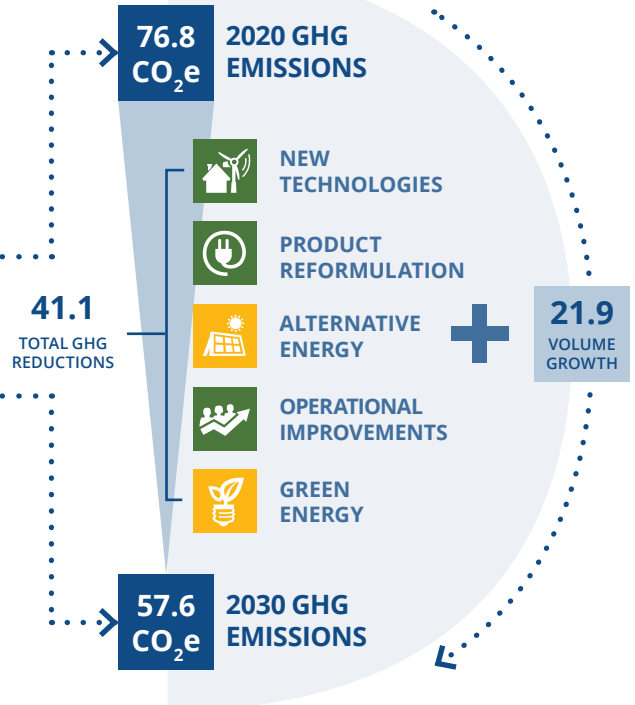 76.8
CO₂e
2020 GHG
EMISSIONS
NEW
TECHNOLOGIES
PRODUCT
REFORMULATION
41.1
TOTAL GHG
REDUCTIONS
ALTERNATIVE
ENERGY
21.9
VOLUME
GROWTH
OPERATIONAL
IMPROVEMENTS
GREEN
ENERGY
57.6
CO₂e
2030 GHG
EMISSIONS